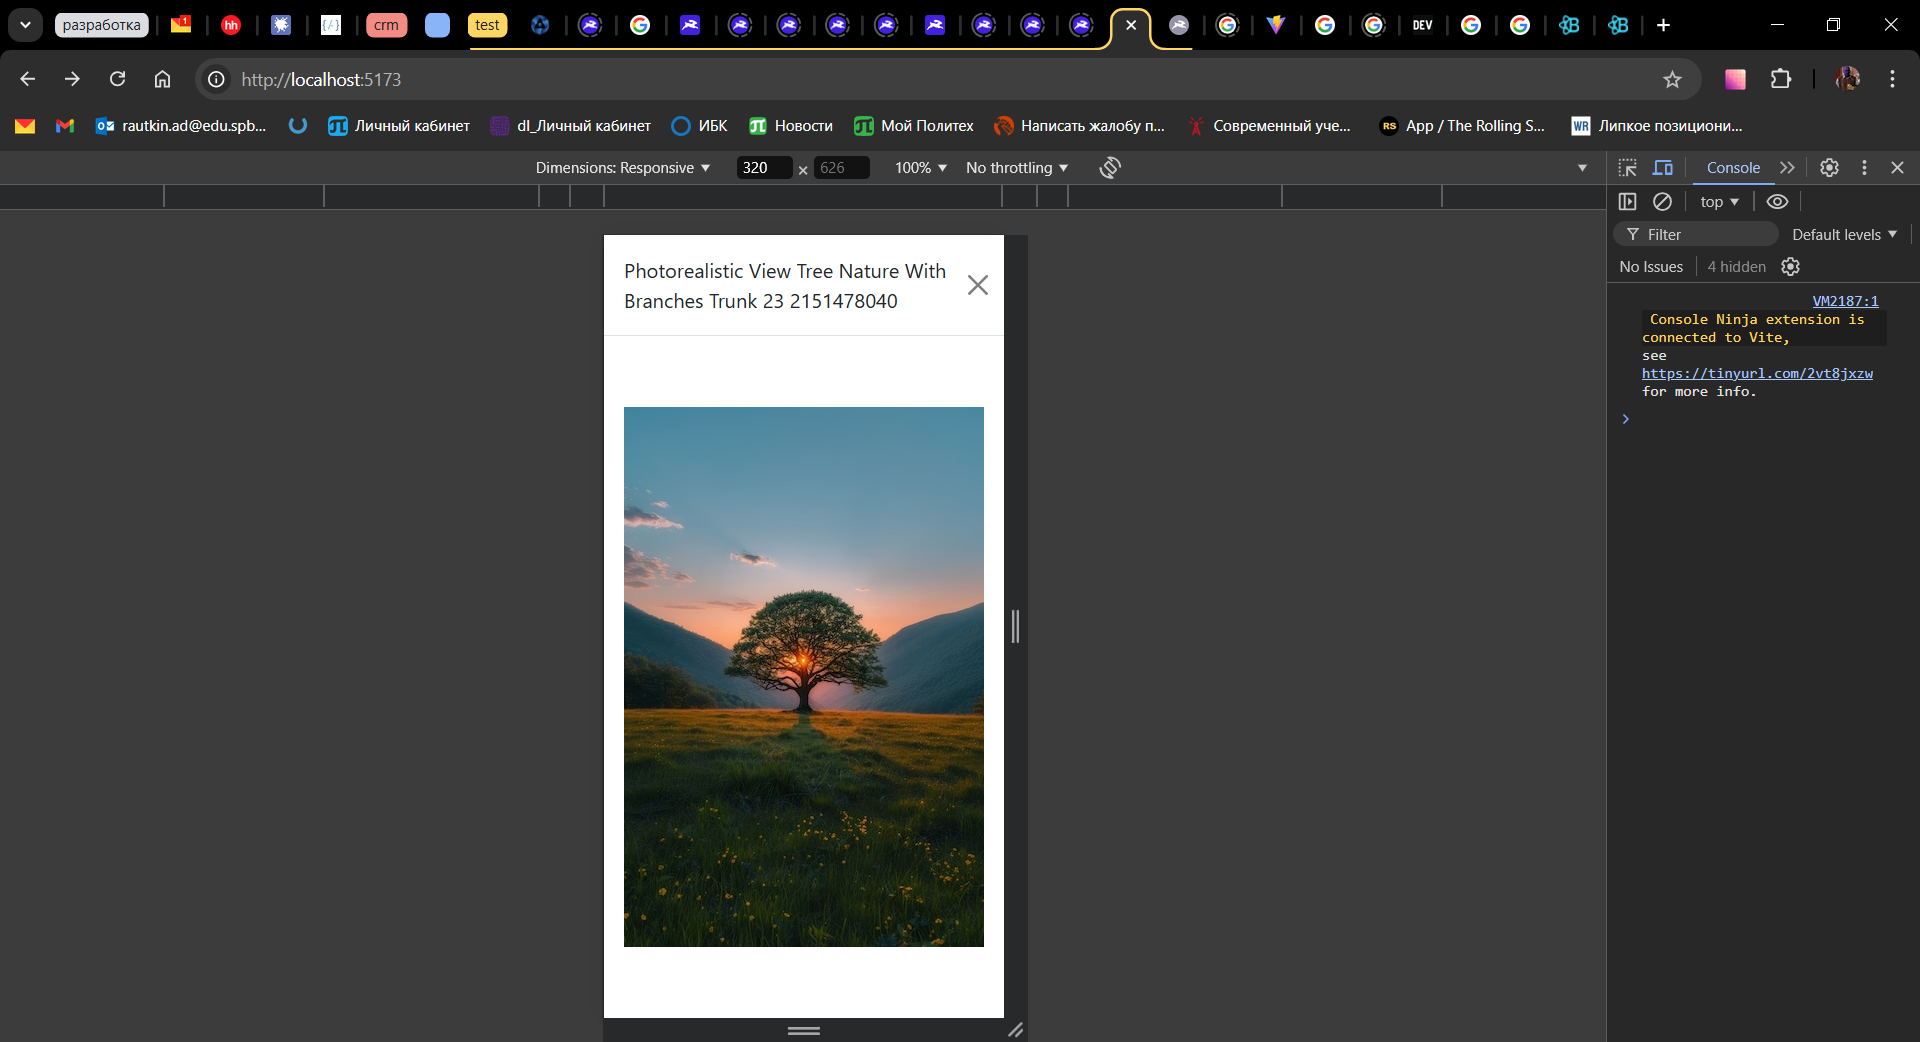 разработка
1
hh
{/}
crm
test
DEV
http://localhost:5173
rautkin.ad@edu.spb...
Личный кабинет
dl_Личный кабинет
ИБК
Новости
Мой Политех
Написать жалобу п...
Современный уче...
RS
App / The Rolling S...
WR
Липкое позициони...
Dimensions: Responsive
320
x
626
100%
No throttling
Console
top
Filter
Default levels
No Issues
4 hidden
VM2187:1
Console Ninja extension is
connected to Vite,
see
https://tinyurl.com/2vt8jxzw
for more info.
Photorealistic View Tree Nature With
Branches Trunk 23 2151478040